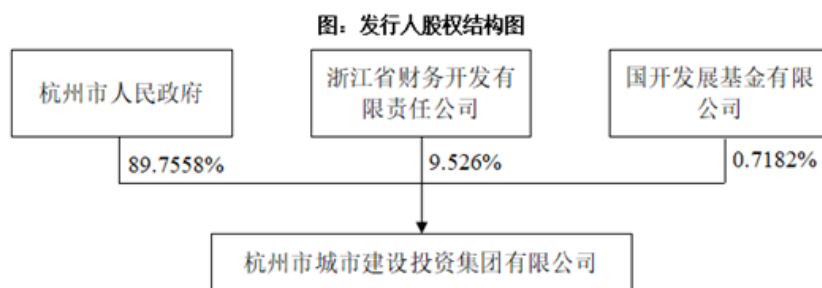 图：发行人股权结构图
杭州市人民政府
浙江省财务开发有
限责任公司
国开发展基金有限
公司
89.7558%
9.526%
0.7182%
杭州市城市建设投资集团有限公司